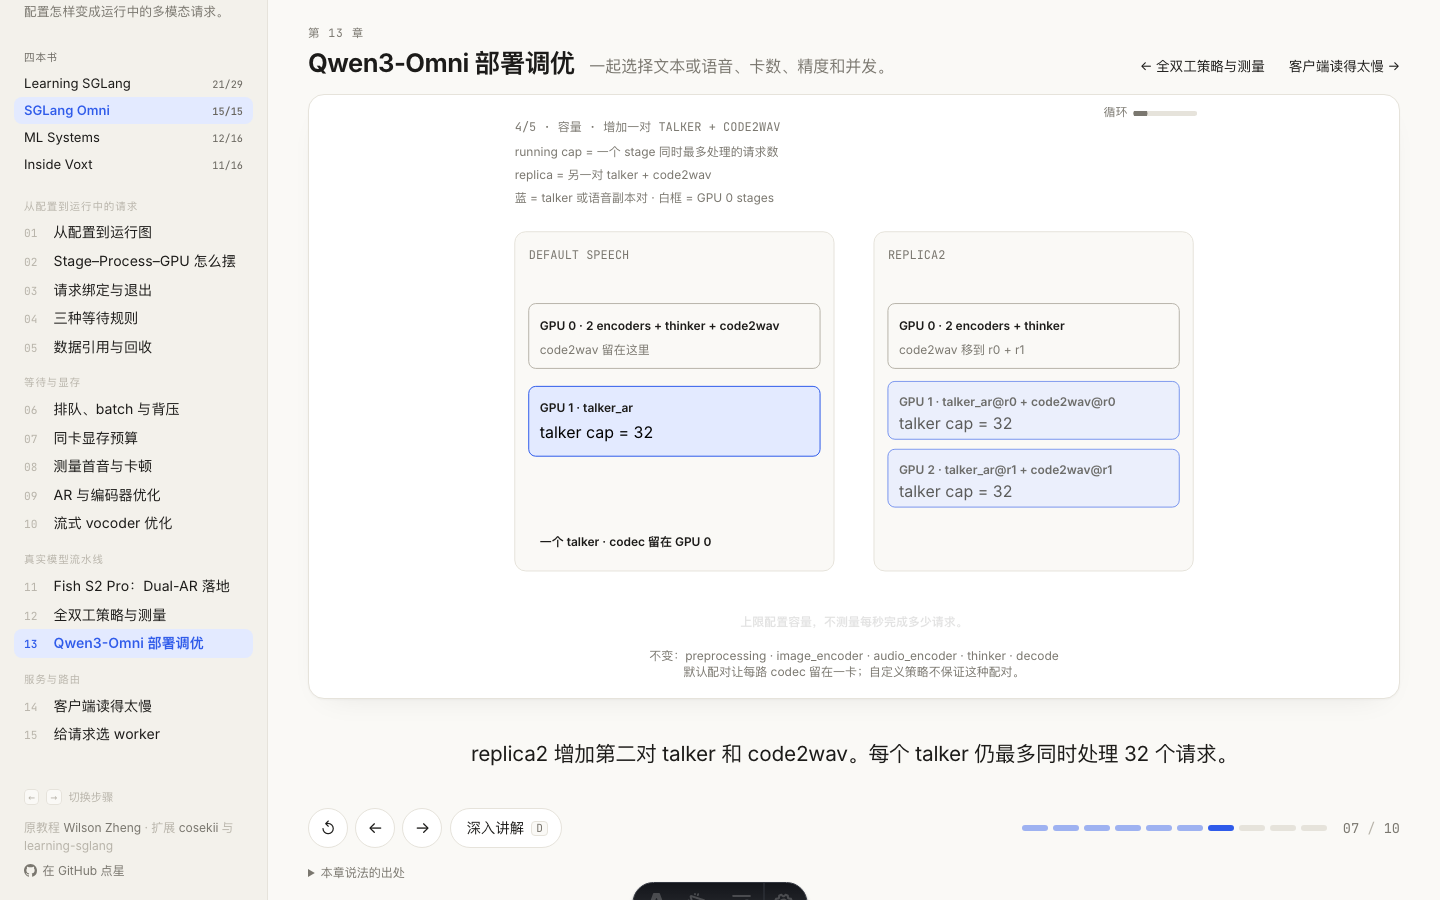 配置怎样变成运行中的多模态请求。
四本书
Learning SGLang 21/29
SGLang Omni 15/15
ML Systems 12/16
Inside Voxt 11/16
从配置到运行中的请求
01 从配置到运行图
02 Stage–Process–GPU 怎么摆
03 请求绑定与退出
04 三种等待规则
05 数据引用与回收
等待与显存
06 排队、batch 与背压
07 同卡显存预算
08 测量首音与卡顿
09 AR 与编码器优化
10 流式 vocoder 优化
真实模型流水线
11 Fish S2 Pro：Dual-AR 落地
12 全双工策略与测量
13 Qwen3-Omni 部署调优
服务与路由
14 客户端读得太慢
15 给请求选 worker
← → 切换步骤
原教程 Wilson Zheng · 扩展 cosekii 与
learning-sglang
在 GitHub 点星
第 13 章
Qwen3-Omni 部署调优 一起选择文本或语音、卡数、精度和并发。
← 全双工策略与测量 客户端读得太慢 →
循环
4/5 · 容量 · 增加一对 TALKER + CODE2WAV
running cap = 一个 stage 同时最多处理的请求数
replica = 另一对 talker + code2wav
蓝 = talker 或语音副本对 · 白框 = GPU 0 stages
DEFAULT SPEECH
GPU 0 · 2 encoders + thinker + code2wav
code2wav 留在这里
GPU 1 · talker_ar
talker cap = 32
一个 talker · codec 留在 GPU 0
REPLICA2
GPU 0 · 2 encoders + thinker
code2wav 移到 r0 + r1
GPU 1 · talker_ar@r0 + code2wav@r0
talker cap = 32
GPU 2 · talker_ar@r1 + code2wav@r1
talker cap = 32
上限配置容量，不测量每秒完成多少请求。
不变：preprocessing · image_encoder · audio_encoder · thinker · decode
默认配对让每路 codec 留在一卡；自定义策略不保证这种配对。
replica2 增加第二对 talker 和 code2wav。每个 talker 仍最多同时处理 32 个请求。
深入讲解 D
07 / 10
▶ 本章说法的出处